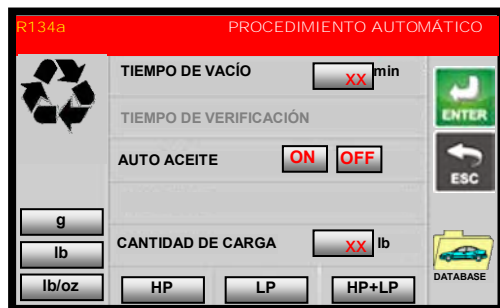 R134a PROCEDIMIENTO AUTOMÁTICO
TIEMPO DE VACÍO xx min
ENTER
TIEMPO DE VERIFICACIÓN
AUTO ACEITE ON OFF
ESC
g
lb
CANTIDAD DE CARGA xx lb
lb/oz
HP LP HP+LP
DATABASE